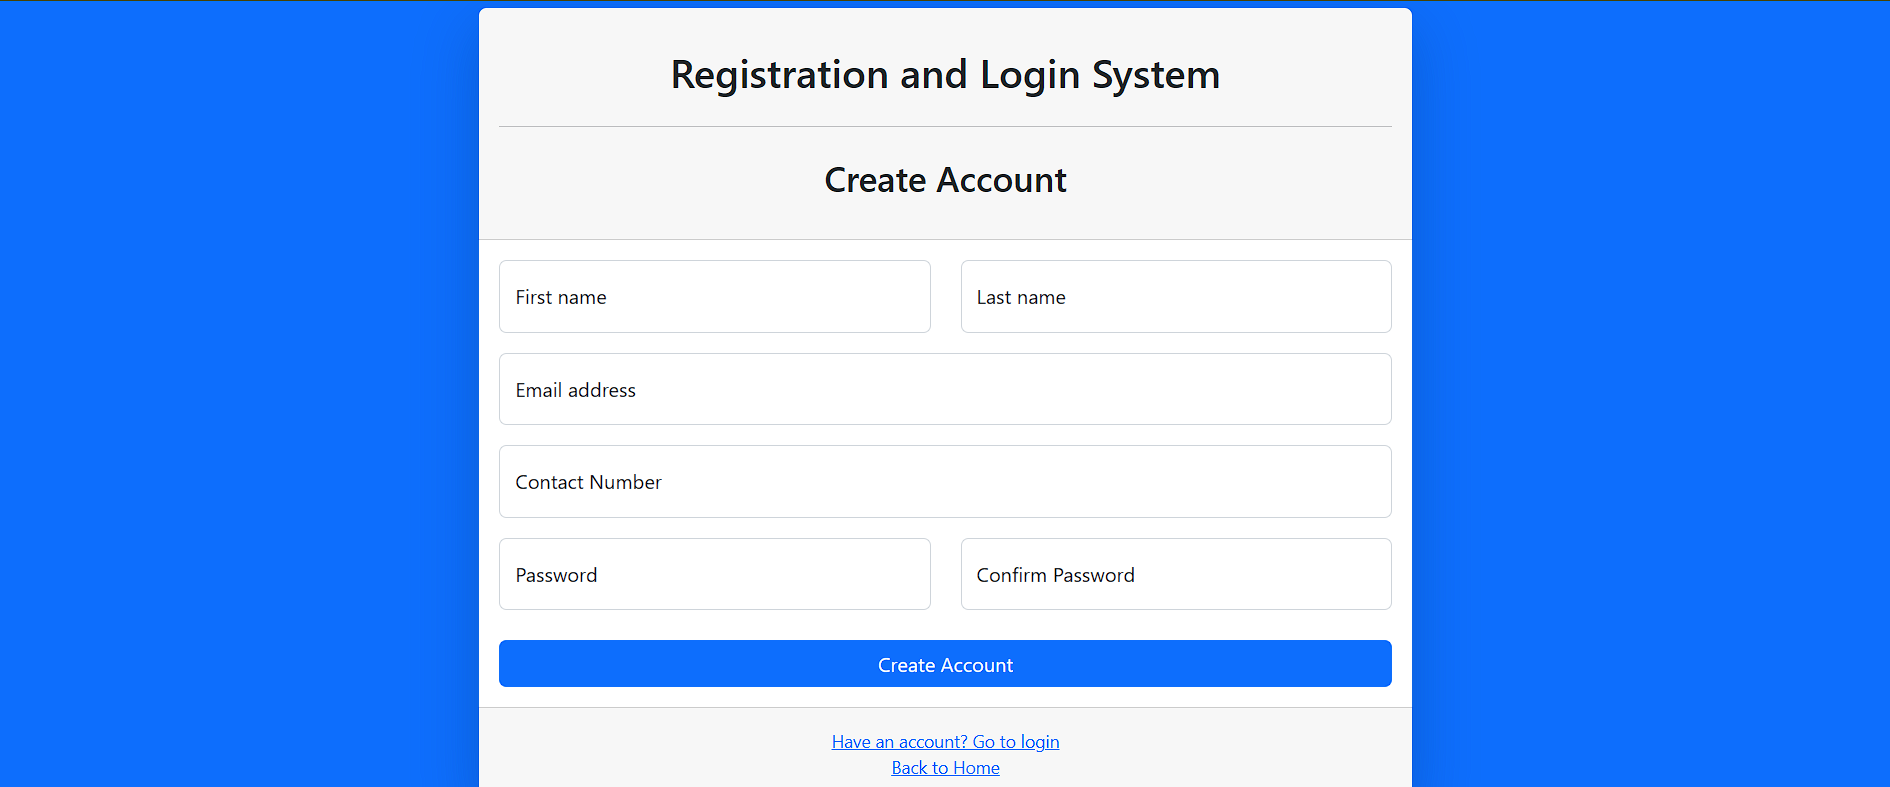 Registration and Login System
Create Account
First name
Last name
Email address
Contact Number
Password
Confirm Password
Create Account
Have an account? Go to login
Back to Home